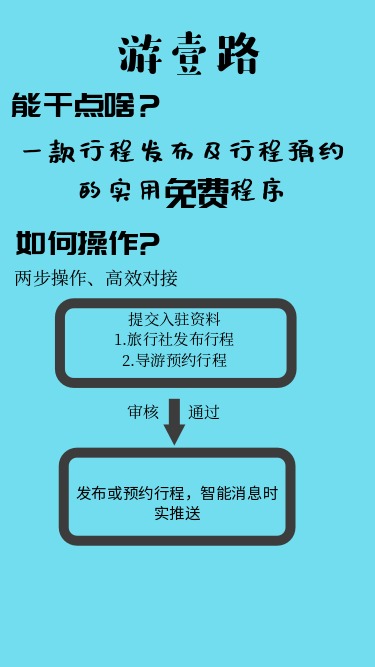 游壹路
能干点啥？
一款行程发布及行程预约
的实用免费程序
如何操作？
两步操作、高效对接
提交入驻资料
1.旅行社发布行程
2.导游预约行程
审核 通过
发布或预约行程，智能消息时
实推送